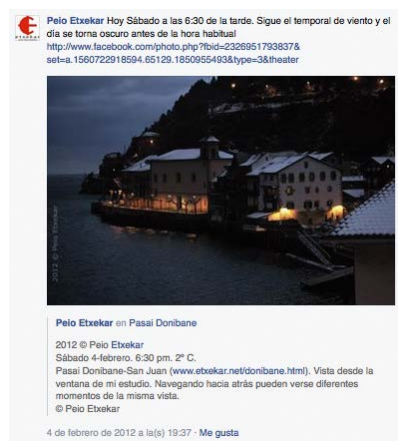 Peio Etxekar Hoy Sábado a las 6:30 de la tarde. Sigue el temporal de viento y el
día se torna oscuro antes de la hora habitual
http://www.facebook.com/photo.php?fbid=2326951793837&
set=a.1560722918594.65129.1850955493&type=3&theater
etxekar
2012 © Peio Etxekar
Peio Etxekar en Pasai Donibane
2012 © Peio Etxekar
Sábado 4-febrero. 6:30 pm. 2º C.
Pasai Donibane-San Juan (www.etxekar.net/donibane.html). Vista desde la
ventana de mi estudio. Navegando hacia atrás pueden verse diferentes
momentos de la misma vista.
© Peio Etxekar
4 de febrero de 2012 a la(s) 19:37 · Me gusta